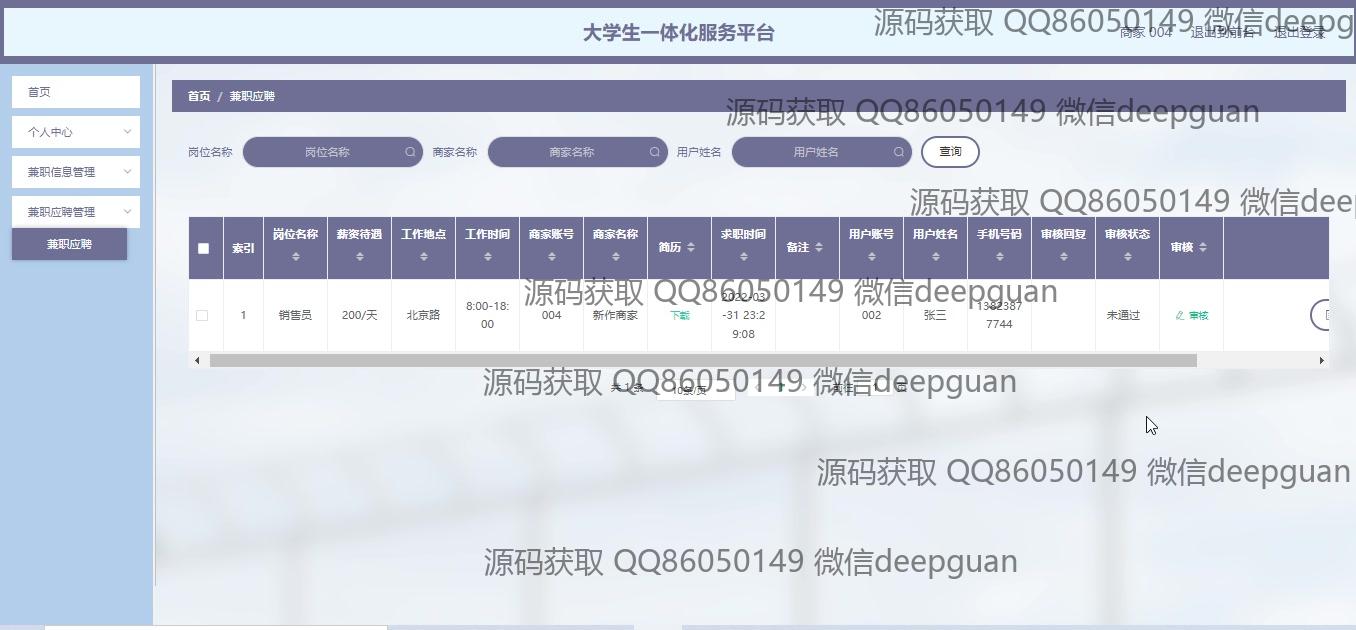 大学生一体化服务平台
商家 004 退出到前台 退出登录
源码获取 QQ86050149 微信deepg
首页
个人中心
兼职信息管理
兼职应聘管理
兼职应聘
首页 / 兼职应聘
源码获取 QQ86050149 微信deepguan
岗位名称 岗位名称 商家名称 商家名称 用户姓名 用户姓名 查询
源码获取 QQ86050149 微信deep
索引 岗位名称 薪资待遇 工作地点 工作时间 商家账号 商家名称 简历 求职时间 备注 用户账号 用户姓名 手机号码 审核回复 审核状态 审核
1 销售员 200/天 北京路 8:00-18:00 004 新作商家 下载 2022-03-31 23:29:08 002 张三 13823877744 未通过 审核
源码获取 QQ86050149 微信deepguan
共 1 条 10条/页 1 前往 1 页
源码获取 QQ86050149 微信deepguan
源码获取 QQ86050149 微信deepguan
源码获取 QQ86050149 微信deepguan